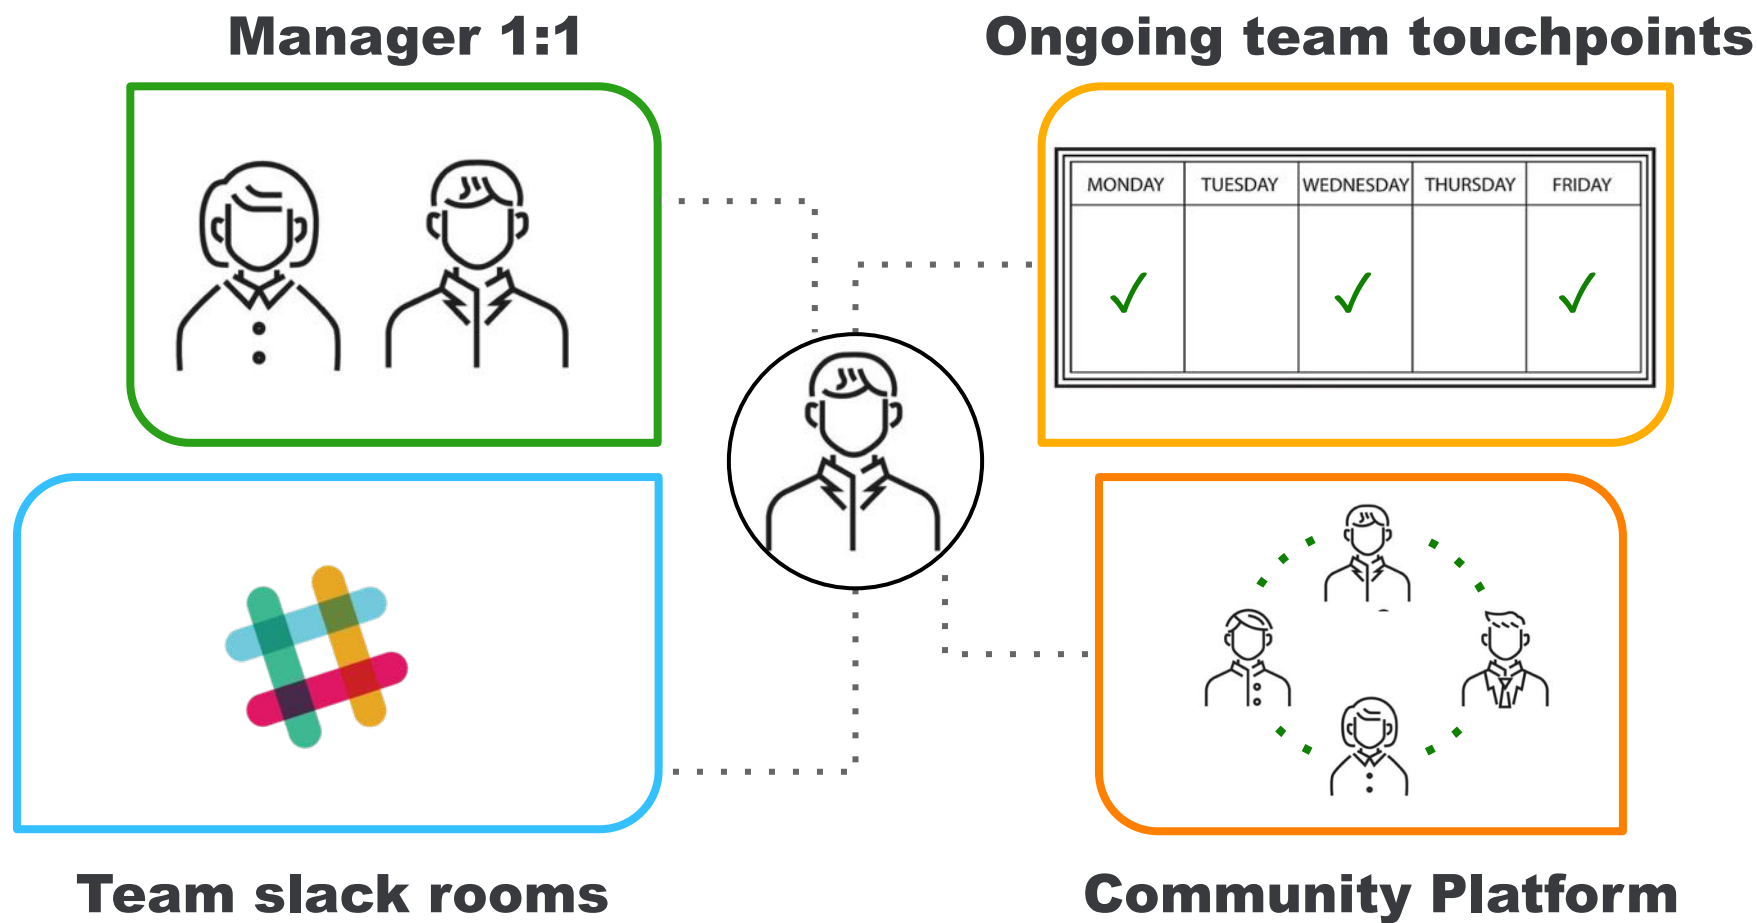 Manager 1:1
Ongoing team touchpoints
MONDAY TUESDAY WEDNESDAY THURSDAY FRIDAY
Team slack rooms
Community Platform